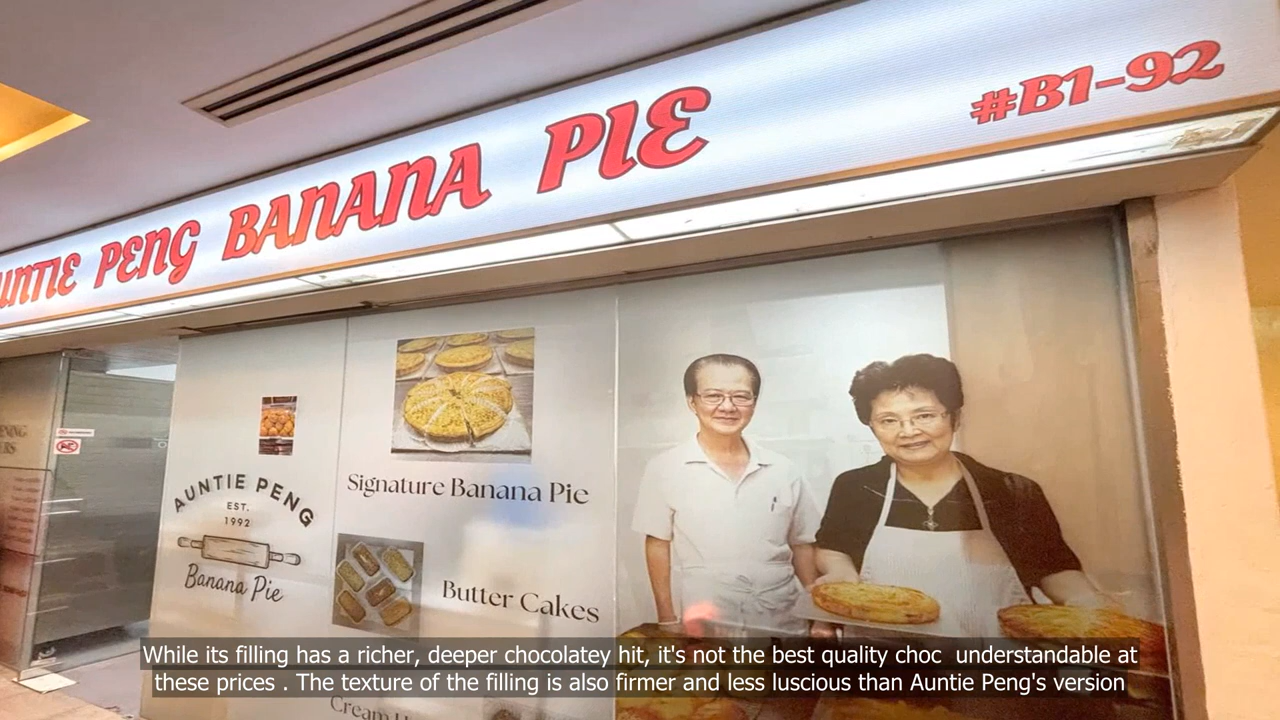 AUNTIE PENG BANANA PIE
#B1-92
AUNTIE PENG
EST.
1992
Banana Pie
Signature Banana Pie
Butter Cakes
Cream
While its filling has a richer, deeper chocolatey hit, it's not the best quality choc  understandable at
these prices . The texture of the filling is also firmer and less luscious than Auntie Peng's version